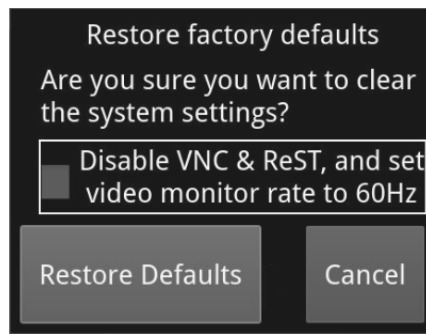 Restore factory defaults
Are you sure you want to clear
the system settings?
Disable VNC & ReST, and set
video monitor rate to 60Hz
Restore Defaults
Cancel